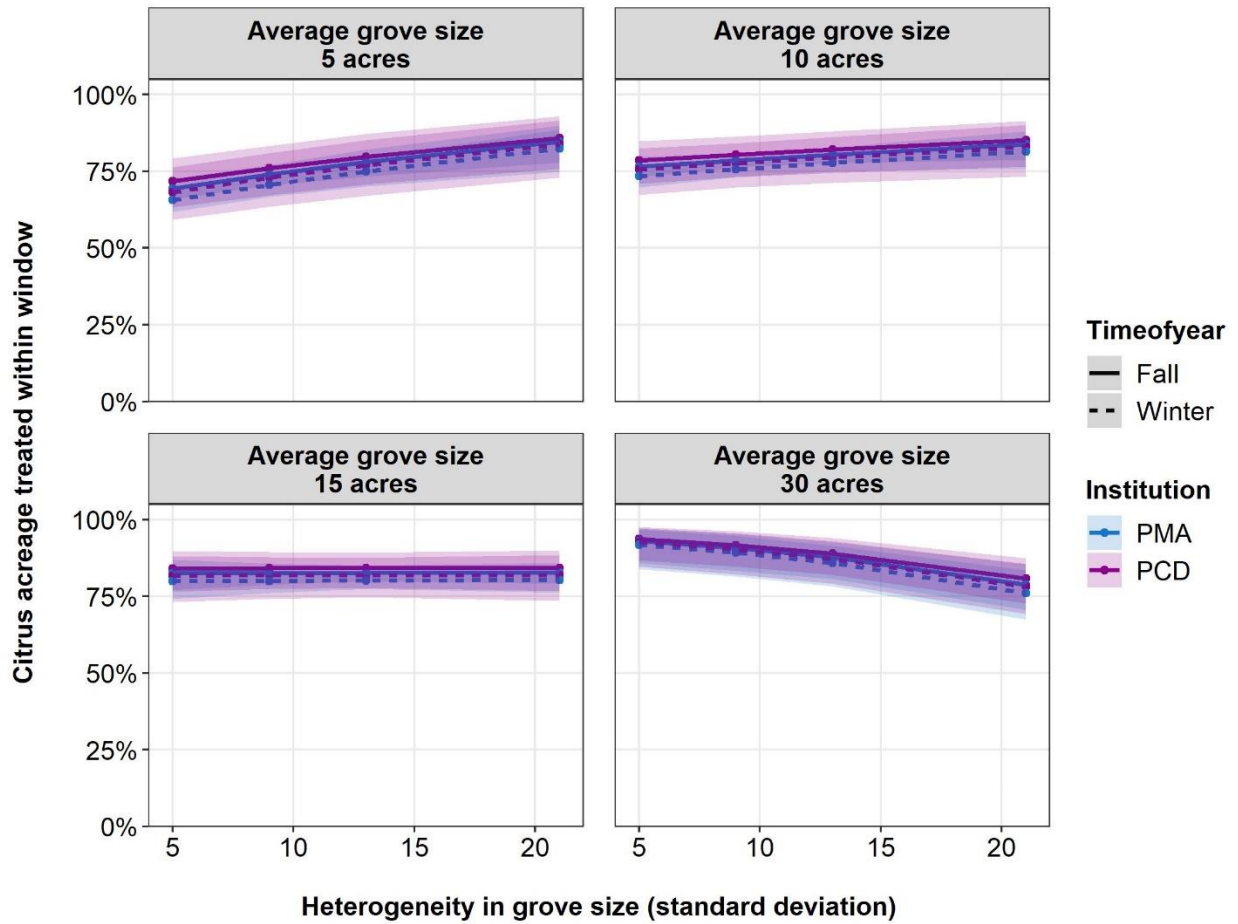 Average grove size
5 acres
Average grove size
10 acres
100%
75%
50%
25%
0%
Average grove size
15 acres
Average grove size
30 acres
100%
75%
50%
25%
0%
5 10 15 20 5 10 15 20
Heterogeneity in grove size (standard deviation)
Citrus acreage treated within window
Timeofyear
Fall
Winter
Institution
PMA
PCD